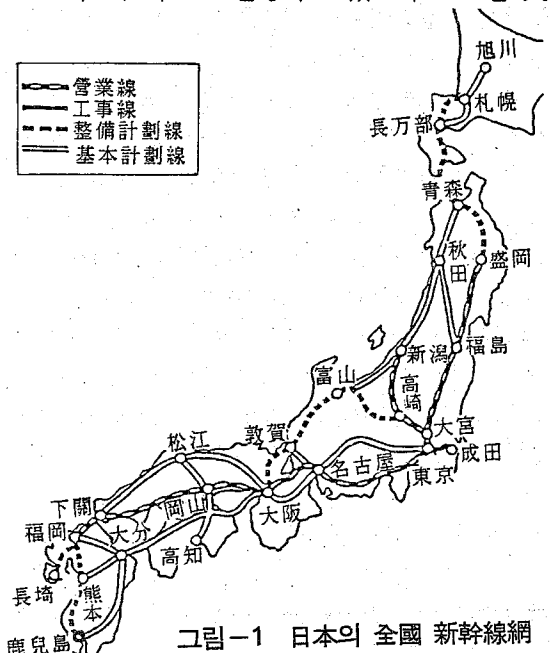 營業線
工事線
整備計劃線
基本計劃線
旭川
札幌
長万部
青森
秋田
盛岡
新潟
福島
富山
高崎
大宮
敦賀
成田
松江
名古屋
東京
下關
岡山
大阪
福岡
大分
高知
長埼
熊本
鹿兒島
그림-1 日本의 全國 新幹線網